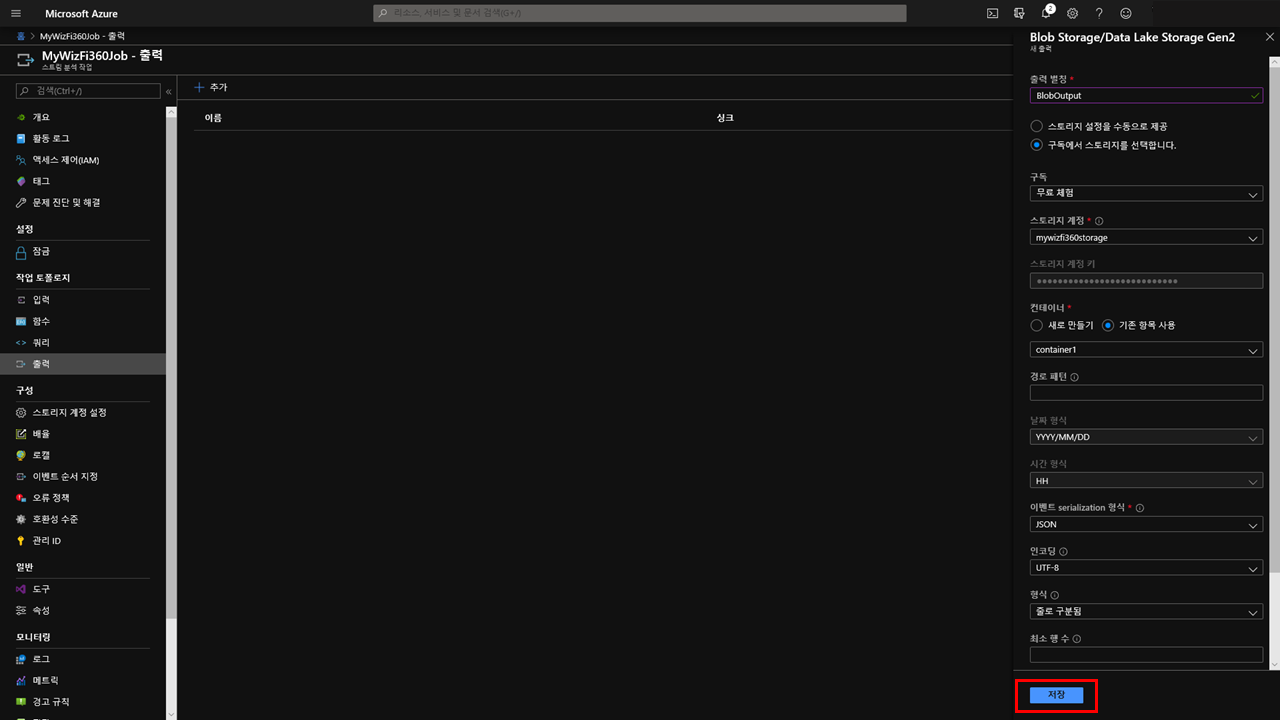 Microsoft Azure
리소스, 서비스 및 문서 검색(G+/)
2
홈 > MyWizFi360Job - 출력
MyWizFi360Job - 출력
스트림 분석 작업
검색(Ctrl+/)
«
개요
활동 로그
액세스 제어(IAM)
태그
문제 진단 및 해결
설정
잠금
작업 토폴로지
입력
함수
쿼리
출력
구성
스토리지 계정 설정
배율
로캘
이벤트 순서 지정
오류 정책
호환성 수준
관리 ID
일반
도구
속성
모니터링
로그
메트릭
경고 규칙
+ 추가
이름
싱크
Blob Storage/Data Lake Storage Gen2
새 출력
출력 별칭 *
BlobOutput
스토리지 설정을 수동으로 제공
구독에서 스토리지를 선택합니다.
구독
무료 체험
스토리지 계정 *
mywizfi360storage
스토리지 계정 키
•••••••••••••••••••••••••••
컨테이너 *
새로 만들기 기존 항목 사용
container1
경로 패턴
날짜 형식
YYYY/MM/DD
시간 형식
HH
이벤트 serialization 형식 *
JSON
인코딩
UTF-8
형식
줄로 구분됨
최소 행 수
저장